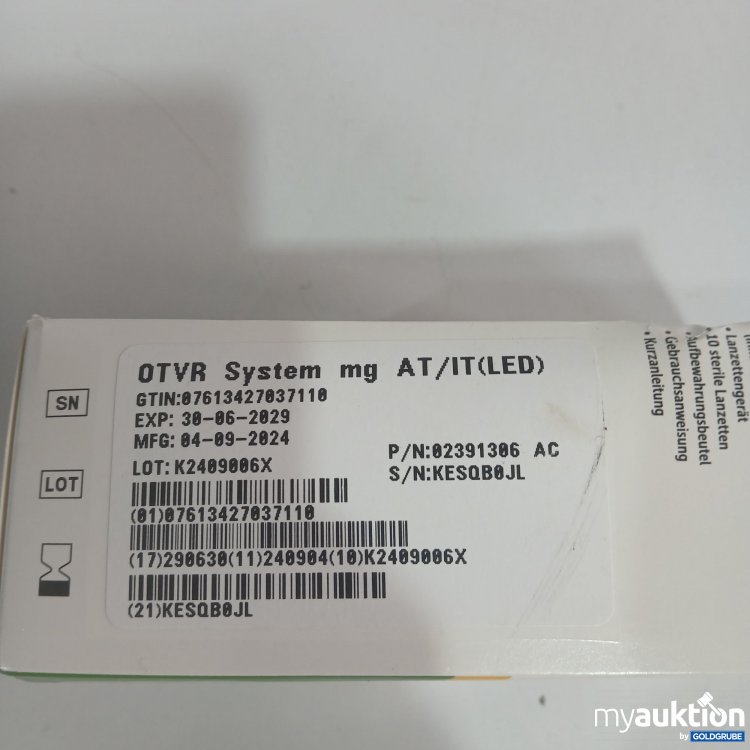 OTVR System mg AT/IT(LED)
GTIN:07613427037110
EXP: 30-06-2029
MFG: 04-09-2024
LOT: K2409006X
P/N:02391306 AC
S/N:KESQB0JL
(01)07613427037110
(17)290630(11)240904(10)K2409006X
(21)KESQB0JL
SN
LOT
• Lanzettengerät
• 10 sterile Lanzetten
• Aufbewahrungsbeutel
• Gebrauchsanweisung
• Kurzanleitung
myauktion
by GOLDGRUBE